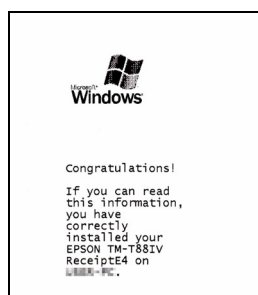 Microsoft
Windows
Congratulations!
If you can read
this information,
you have
correctly
installed your
EPSON TM-T88IV
ReceiptE4 on